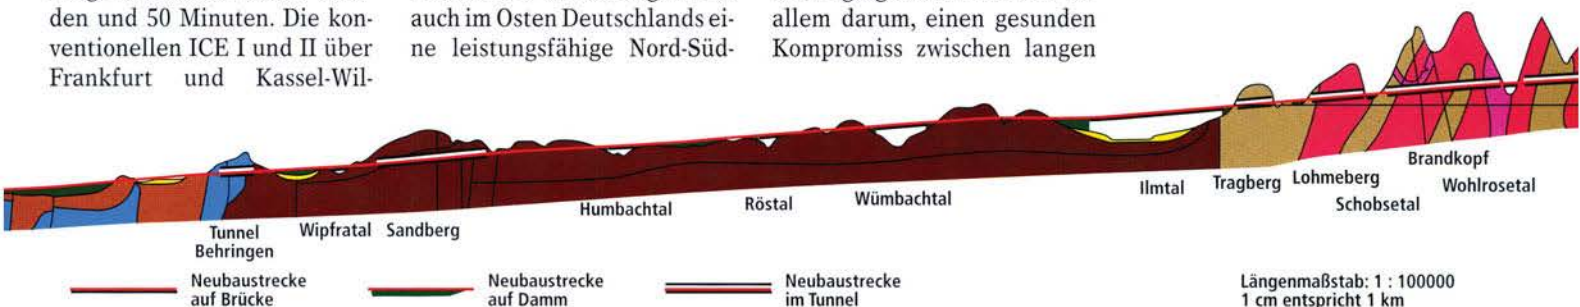 den und 50 Minuten. Die kon-
ventionellen ICE I und II über
Frankfurt und Kassel-Wil-
auch im Osten Deutschlands ei-
ne leistungsfähige Nord-Süd-
allem darum, einen gesunden
Kompromiss zwischen langen
Tunnel
Behringen
Wipfratal
Sandberg
Humbachtal
Röstal
Wümbachtal
Ilmtal
Tragberg
Lohmeberg
Schobsetal
Brandkopf
Wohlrosetal
Neubaustrecke
auf Brücke
Neubaustrecke
auf Damm
Neubaustrecke
im Tunnel
Längenmaßstab: 1 : 100000
1 cm entspricht 1 km